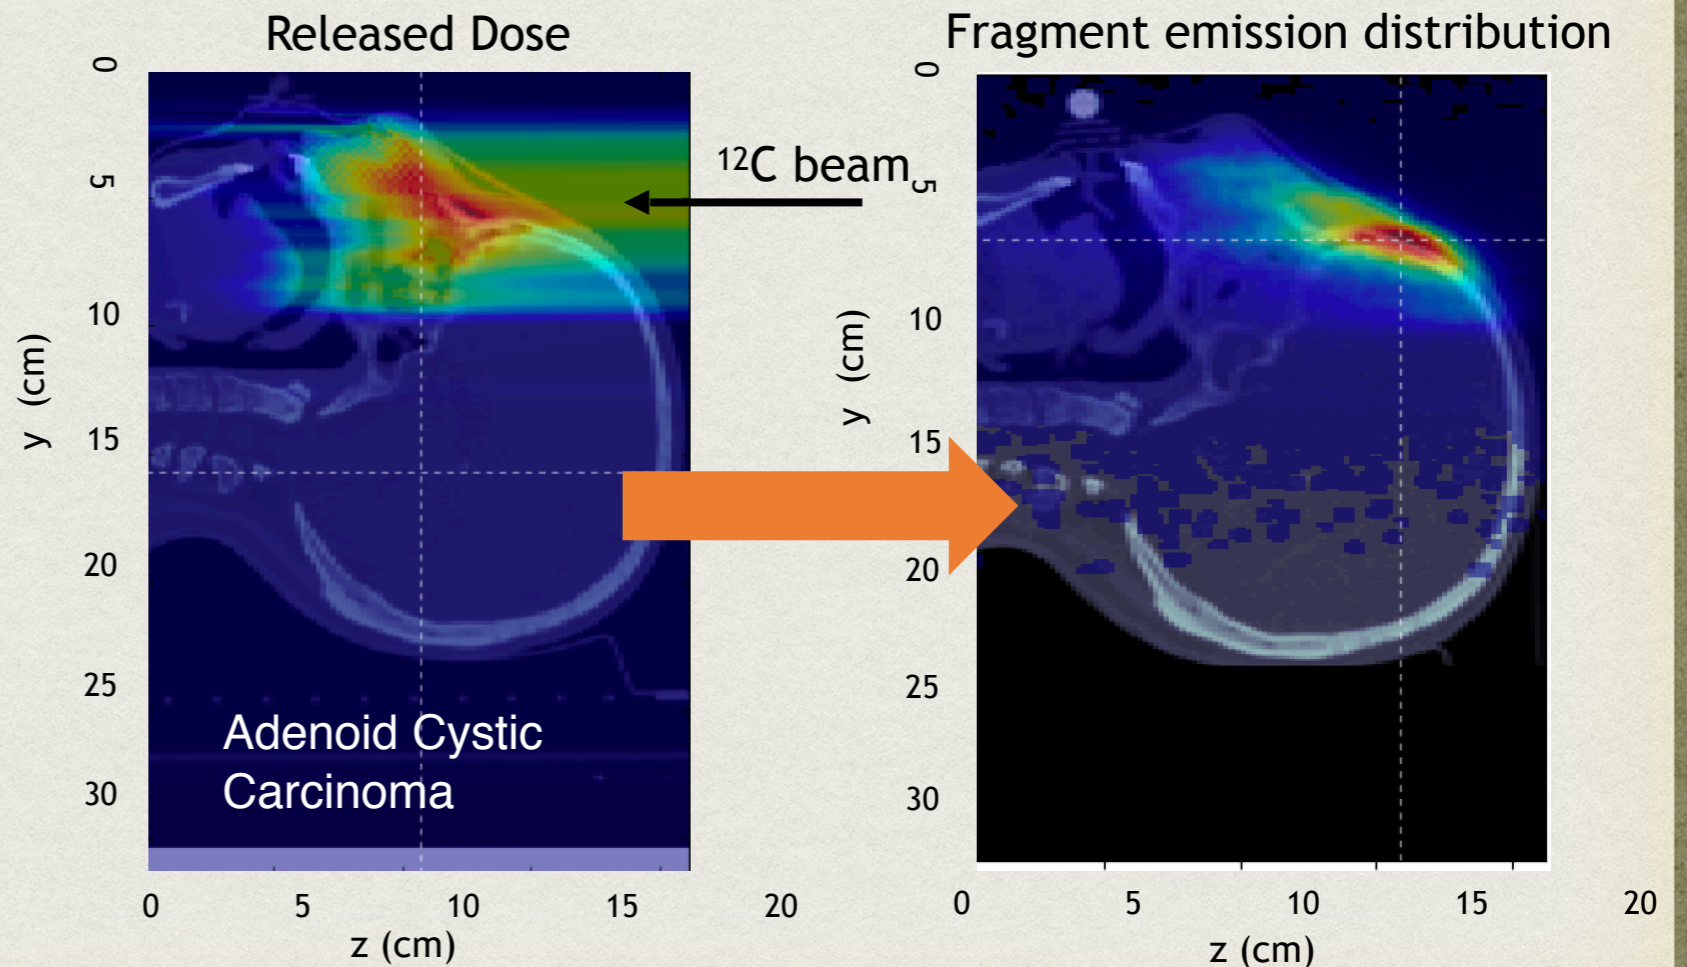 Released Dose
Fragment emission distribution
¹²C beam
Adenoid Cystic
Carcinoma
y (cm)
0
5
10
15
20
25
30
0 5 10 15 20
z (cm)
y (cm)
0
5
10
15
20
25
30
0 5 10 15 20
z (cm)